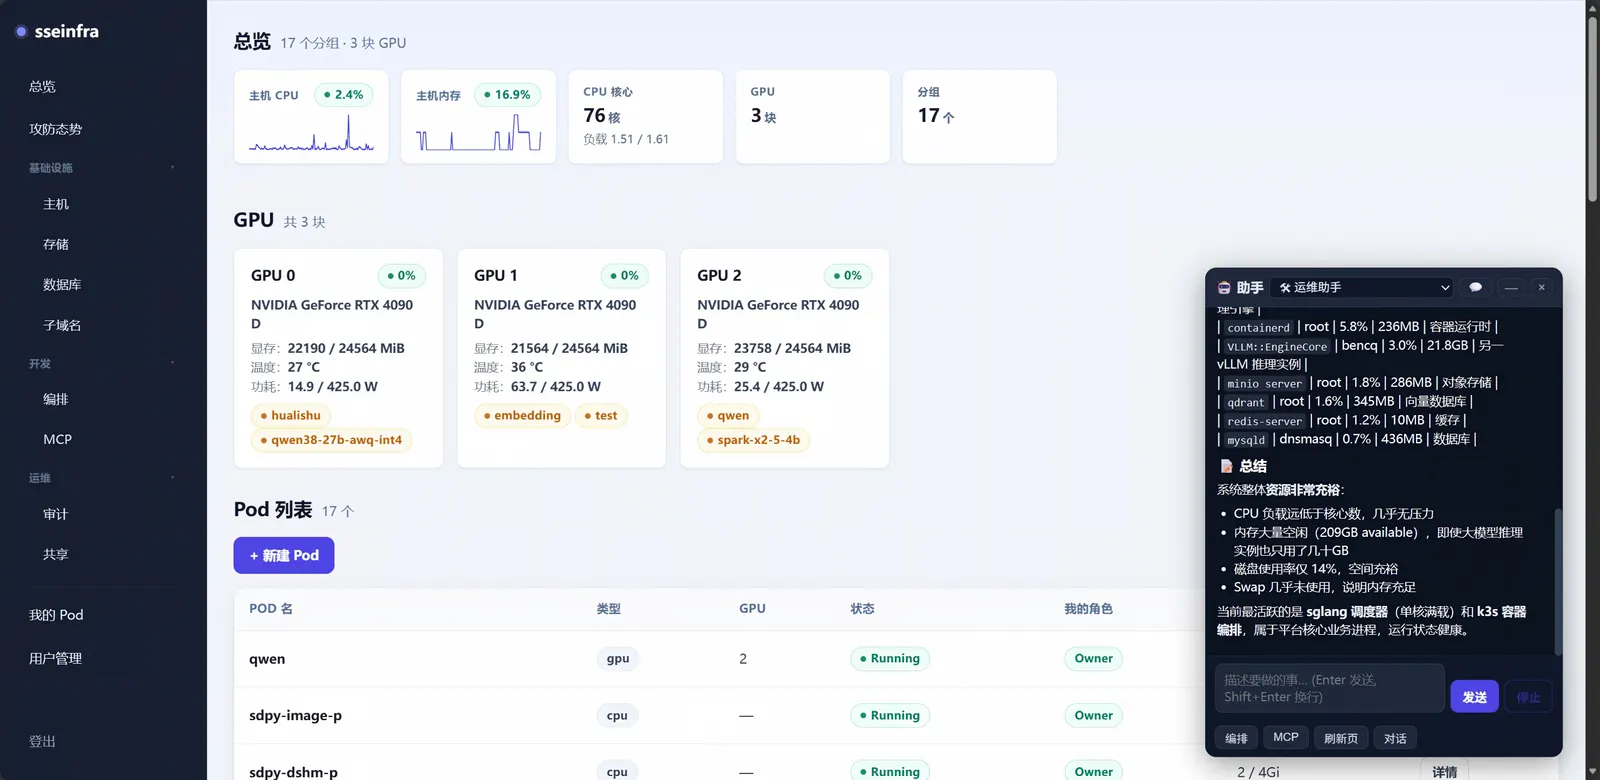 sseinfra
总览
攻防态势
基础设施
主机
存储
数据库
子域名
开发
编排
MCP
运维
审计
共享
我的 Pod
用户管理
登出
总览 17 个分组 · 3 块 GPU
主机 CPU 2.4%
主机内存 16.9%
CPU 核心
76 核
负载 1.51 / 1.61
GPU
3 块
分组
17 个
GPU 共 3 块
GPU 0 0%
NVIDIA GeForce RTX 4090
D
显存: 22190 / 24564 MiB
温度: 27 °C
功耗: 14.9 / 425.0 W
hualishu
qwen38-27b-awq-int4
GPU 1 0%
NVIDIA GeForce RTX 4090
D
显存: 21564 / 24564 MiB
温度: 36 °C
功耗: 63.7 / 425.0 W
embedding test
GPU 2 0%
NVIDIA GeForce RTX 4090
D
显存: 23758 / 24564 MiB
温度: 29 °C
功耗: 25.4 / 425.0 W
qwen
spark-x2-5-4b
Pod 列表 17 个
+ 新建 Pod
POD 名 类型 GPU 状态 我的角色
qwen gpu 2 Running Owner
sdpy-image-p cpu — Running Owner
sdpy-dshm-p cpu — Running Owner 2 / 4Gi 详情
助手 运维助手
理引擎 |
| containerd | root | 5.8% | 236MB | 容器运行时 |
| VLLM::EngineCore | bencq | 3.0% | 21.8GB | 另一
vLLM 推理实例 |
| minio server | root | 1.8% | 286MB | 对象存储 |
| qdrant | root | 1.6% | 345MB | 向量数据库 |
| redis-server | root | 1.2% | 10MB | 缓存 |
| mysqld | dnsmasq | 0.7% | 436MB | 数据库 |
总结
系统整体资源非常充裕：
• CPU 负载远低于核心数，几乎无压力
• 内存大量空闲（209GB available），即使大模型推理
实例也只用了几十GB
• 磁盘使用率仅 14%，空间充裕
• Swap 几乎未使用，说明内存充足
当前最活跃的是 sglang 调度器（单核满载）和 k3s 容器
编排，属于平台核心业务进程，运行状态健康。
描述要做的事... (Enter 发送,
Shift+Enter 换行)
发送 停止
编排 MCP 刷新页 对话